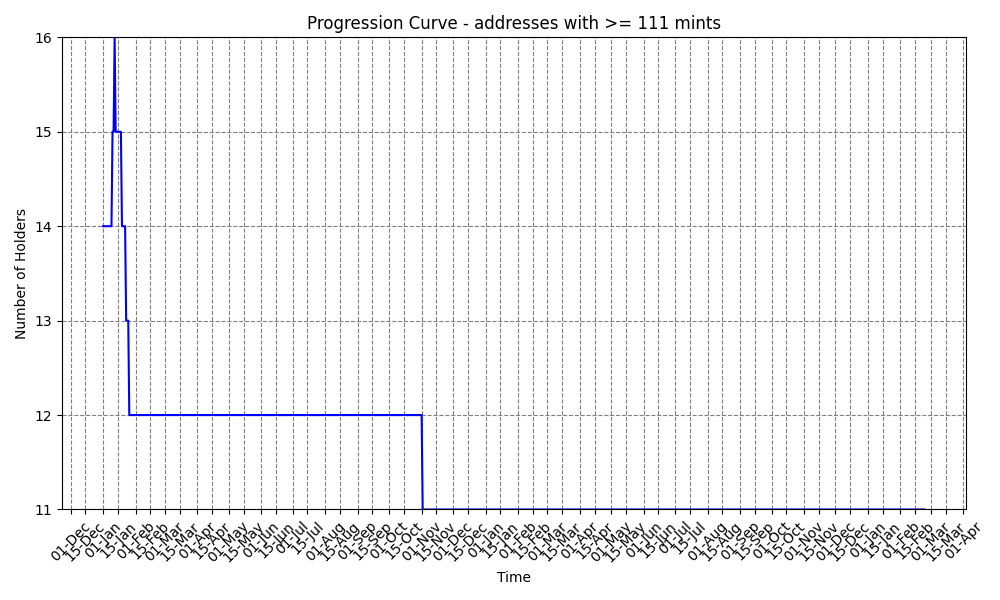 Progression Curve - addresses with >= 111 mints
Number of Holders
16
15
14
13
12
11
01-Dec
15-Dec
01-Jan
15-Jan
01-Feb
15-Feb
01-Mar
15-Mar
01-Apr
15-Apr
01-May
15-May
01-Jun
15-Jun
01-Jul
15-Jul
01-Aug
15-Aug
01-Sep
15-Sep
01-Oct
15-Oct
01-Nov
15-Nov
01-Dec
15-Dec
01-Jan
15-Jan
01-Feb
15-Feb
01-Mar
15-Mar
01-Apr
15-Apr
01-May
15-May
01-Jun
15-Jun
01-Jul
15-Jul
01-Aug
15-Aug
01-Sep
15-Sep
01-Oct
15-Oct
01-Nov
15-Nov
01-Dec
15-Dec
01-Jan
15-Jan
01-Feb
15-Feb
01-Mar
15-Mar
01-Apr
Time